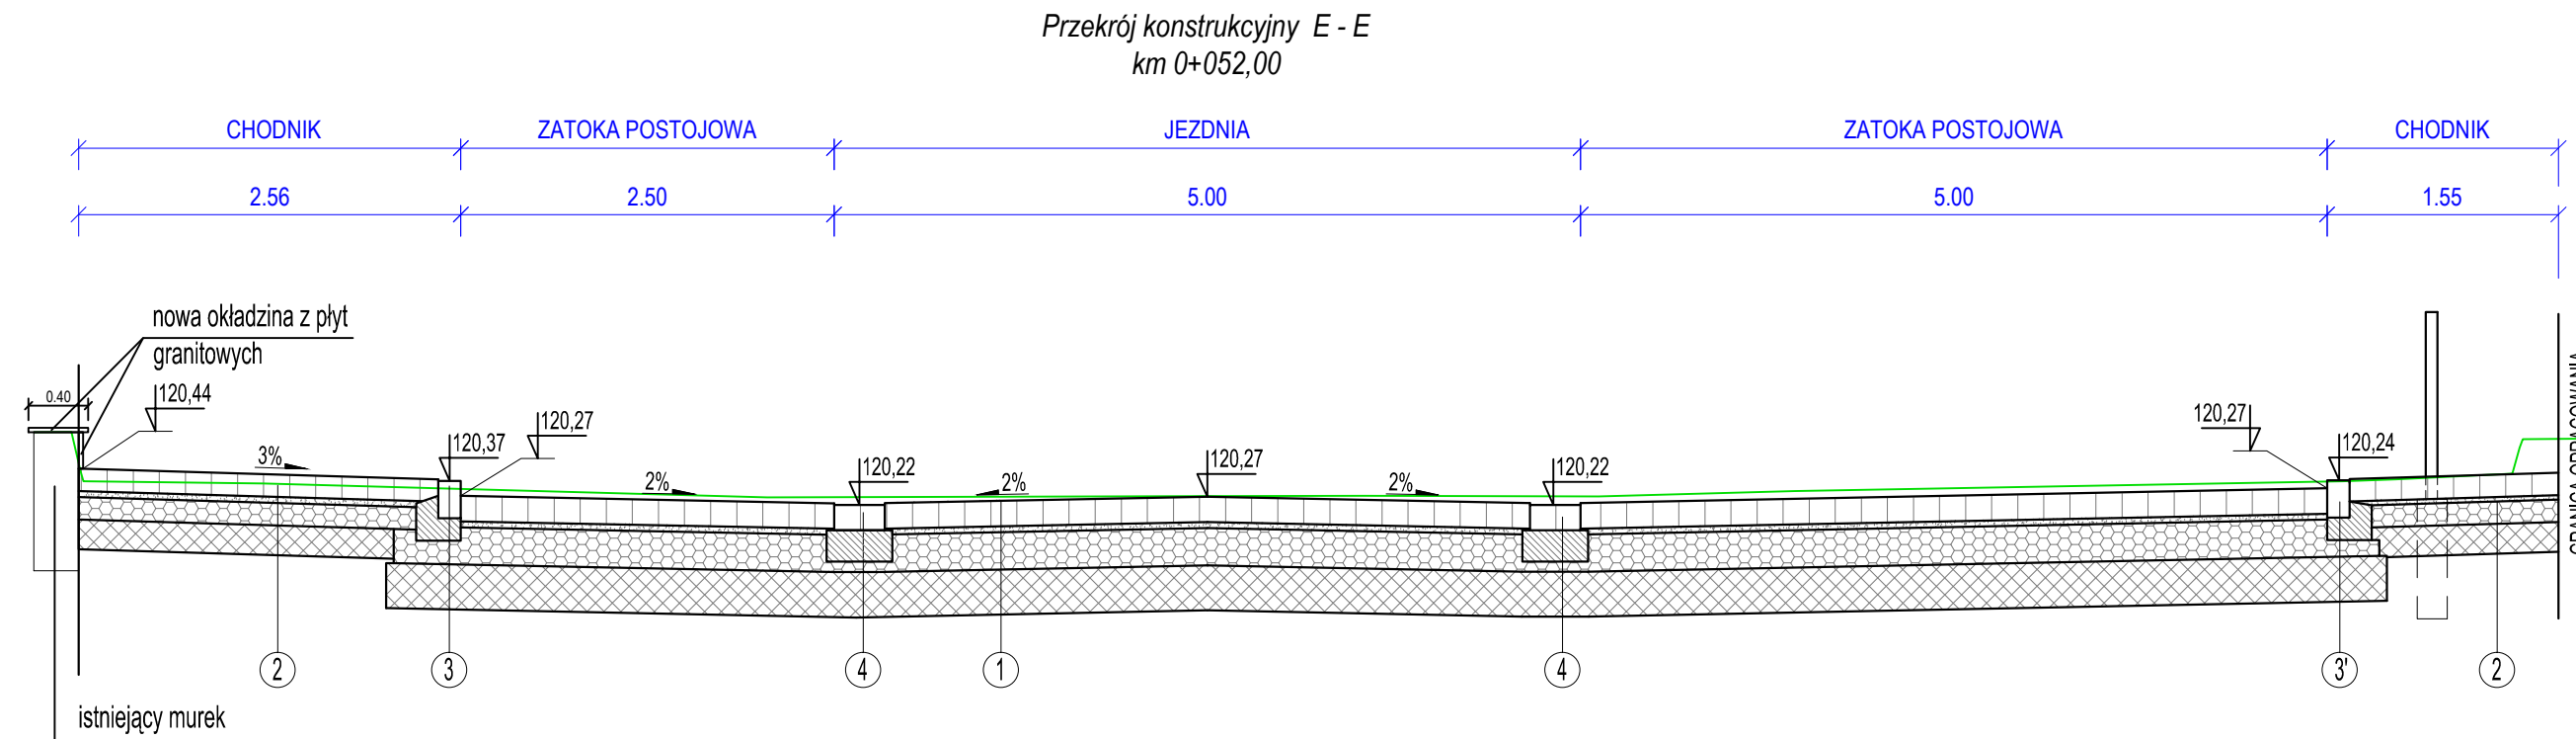 Przekrój konstrukcyjny E - E
km 0+052,00
CHODNIK ZATOKA POSTOJOWA JEZDNIA ZATOKA POSTOJOWA CHODNIK
2.56 2.50 5.00 5.00 1.55
nowa okładzina z płyt
granitowych
0.40
120,44
120,27
120,37
3%
2%
120,22
2%
120,27
2%
120,22
120,27
120,24
GRANICA OPRACOWANIA
2 3 4 1 4 3' 2
istniejący murek